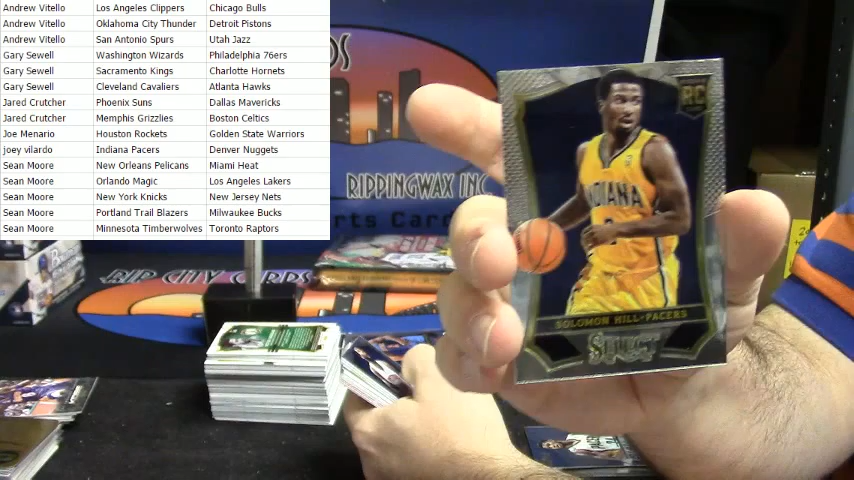 Andrew Vitello Los Angeles Clippers Chicago Bulls
Andrew Vitello Oklahoma City Thunder Detroit Pistons
Andrew Vitello San Antonio Spurs Utah Jazz
Gary Sewell Washington Wizards Philadelphia 76ers
Gary Sewell Sacramento Kings Charlotte Hornets
Gary Sewell Cleveland Cavaliers Atlanta Hawks
Jared Crutcher Phoenix Suns Dallas Mavericks
Jared Crutcher Memphis Grizzlies Boston Celtics
Joe Menario Houston Rockets Golden State Warriors
joey vilardo Indiana Pacers Denver Nuggets
Sean Moore New Orleans Pelicans Miami Heat
Sean Moore Orlando Magic Los Angeles Lakers
Sean Moore New York Knicks New Jersey Nets
Sean Moore Portland Trail Blazers Milwaukee Bucks
Sean Moore Minnesota Timberwolves Toronto Raptors
RC
INDIANA
SOLOMON HILL-PACERS
SELECT
RIPPINGWAX INC
rts Car
RIP CITY CARDS